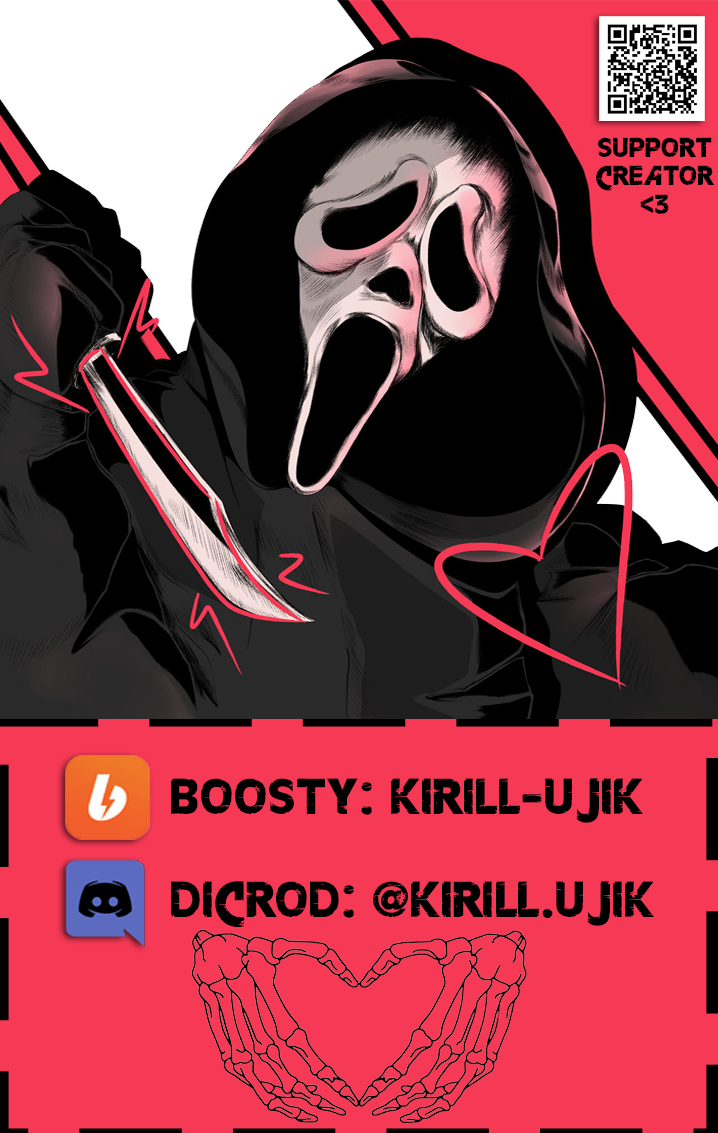 SUPPORT
CREATOR
<3
BOOSTY: KIRILL-UJIK
DICROD: @KIRILL.UJIK